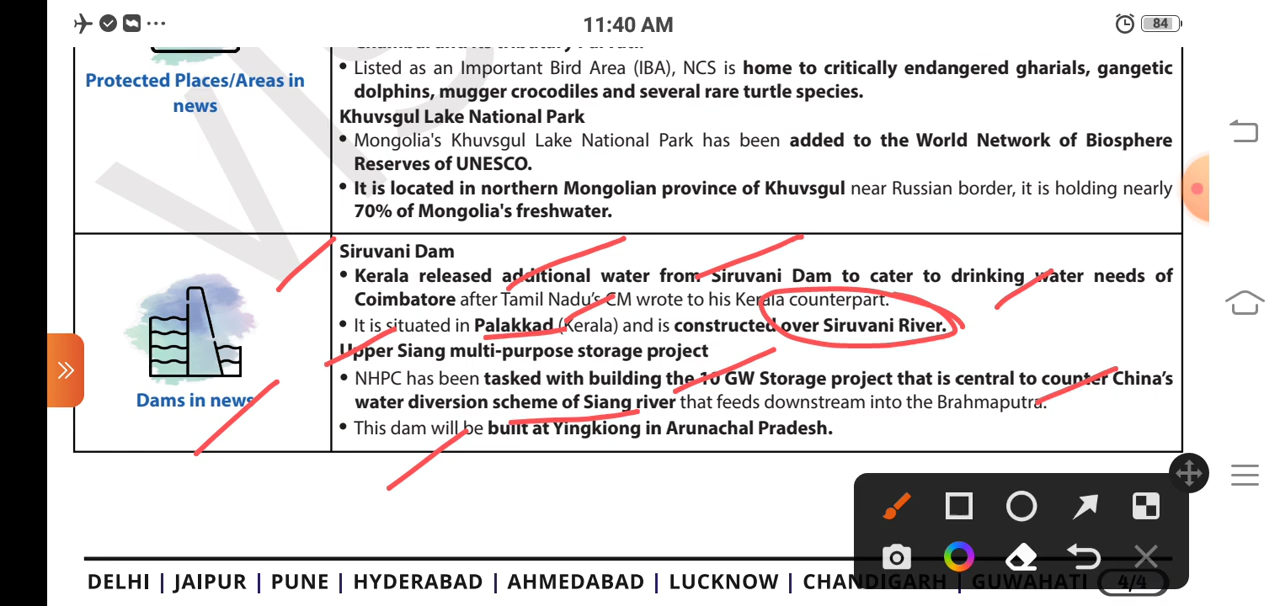 11:40 AM
84
Protected Places/Areas in
news
• Listed as an Important Bird Area (IBA), NCS is home to critically endangered gharials, gangetic
dolphins, mugger crocodiles and several rare turtle species.
Khuvsgul Lake National Park
• Mongolia's Khuvsgul Lake National Park has been added to the World Network of Biosphere
Reserves of UNESCO.
• It is located in northern Mongolian province of Khuvsgul near Russian border, it is holding nearly
70% of Mongolia's freshwater.
Dams in news
Siruvani Dam
• Kerala released additional water from Siruvani Dam to cater to drinking water needs of
Coimbatore after Tamil Nadu's CM wrote to his Kerala counterpart.
• It is situated in Palakkad (Kerala) and is constructed over Siruvani River.
Upper Siang multi-purpose storage project
• NHPC has been tasked with building the 10 GW Storage project that is central to counter China's
water diversion scheme of Siang river that feeds downstream into the Brahmaputra.
• This dam will be built at Yingkiong in Arunachal Pradesh.
DELHI | JAIPUR | PUNE | HYDERABAD | AHMEDABAD | LUCKNOW | CHANDIGARH | GUWAHATI
4/4